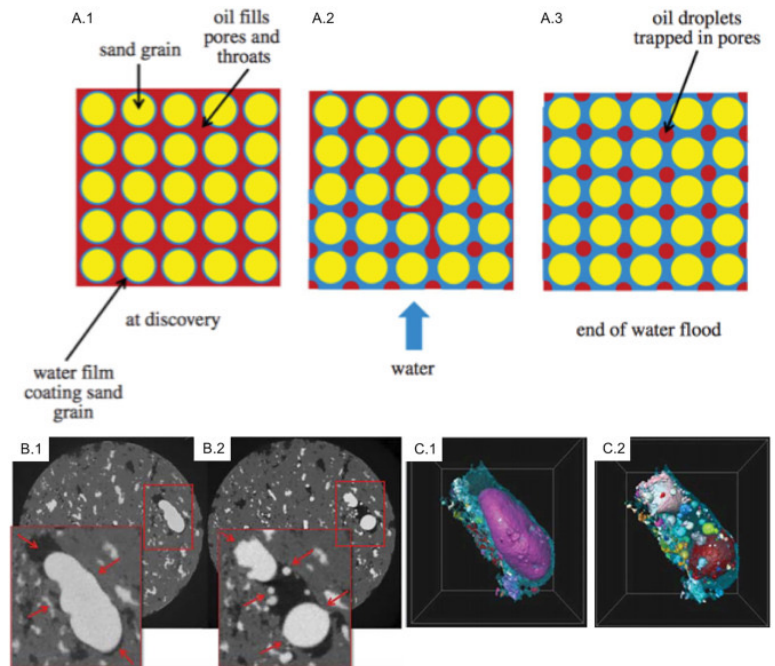 A.1
A.2
A.3
oil fills
pores and
throats
sand grain
oil droplets
trapped in pores
at discovery
water film
coating sand
grain
water
end of water flood
B.1
B.2
C.1
C.2